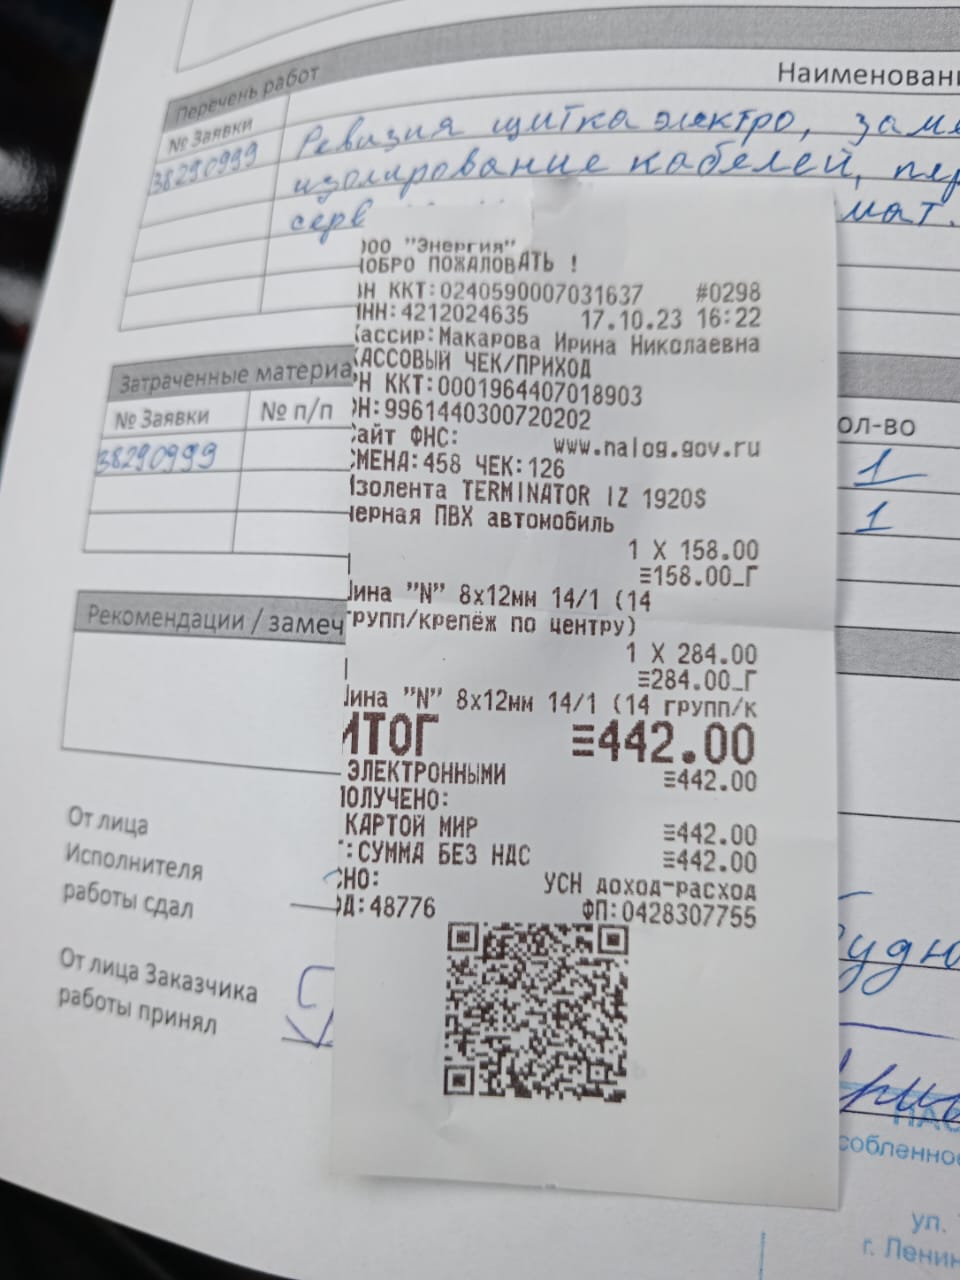 Перечень работ
Наименовани
№ Заявки
38290999
Ревизия щитка электро, заме
изолирование кабелей, пер
серв
мат.
ООО "Энергия"
ДОБРО ПОЖАЛОВАТЬ !
ЗН ККТ:0240590007031637 #0298
ИНН:4212024635 17.10.23 16:22
Кассир:Макарова Ирина Николаевна
КАССОВЫЙ ЧЕК/ПРИХОД
РН ККТ:0001964407018903
ФН:9961440300720202
Сайт ФНС: www.nalog.gov.ru
СМЕНА:458 ЧЕК:126
Изолента TERMINATOR IZ 1920S
черная ПВХ автомобиль
1 X 158.00
≡158.00_Г
Шина "N" 8х12мм 14/1 (14
групп/крепёж по центру)
1 X 284.00
≡284.00_Г
Шина "N" 8х12мм 14/1 (14 групп/к
ИТОГ ≡442.00
ЭЛЕКТРОННЫМИ ≡442.00
ПОЛУЧЕНО:
КАРТОЙ МИР ≡442.00
Г:СУММА БЕЗ НДС ≡442.00
СНО: УСН доход-расход
ОД:48776 ФП:0428307755
Затраченные материа
№ Заявки № п/п
ол-во
38290999
1
1
Рекомендации / замеч
От лица
Исполнителя
работы сдал
От лица Заказчика
работы принял
собленно
ул.
г. Ленин